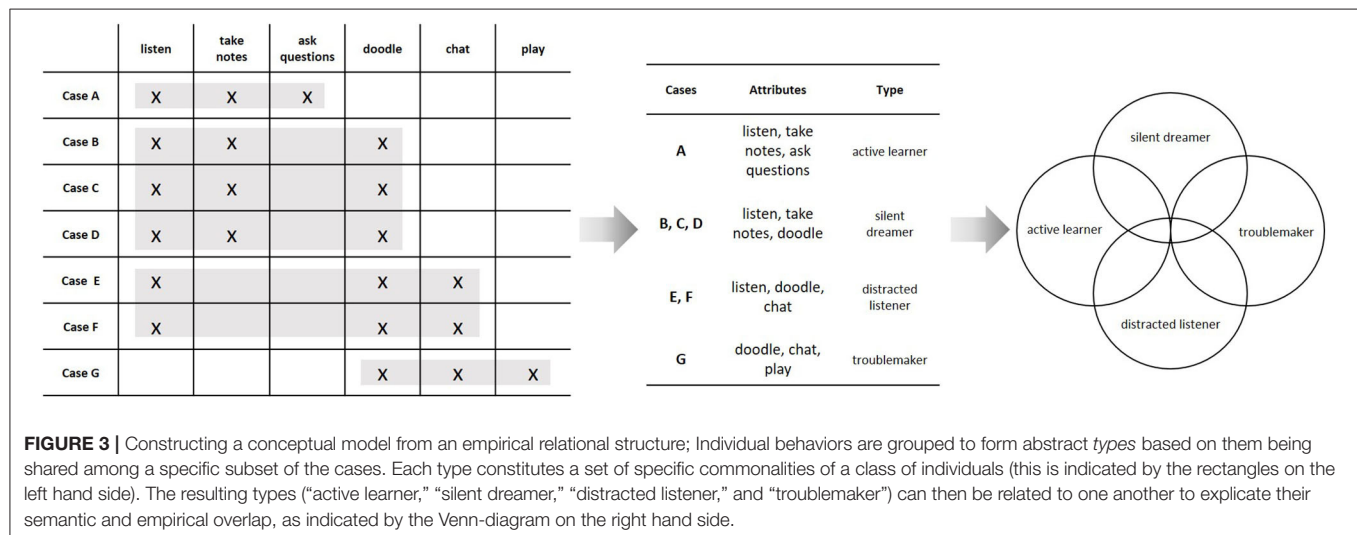 listen take notes ask questions doodle chat play
Case A X X X
Case B X X X
Case C X X X
Case D X X X
Case E X X X
Case F X X X
Case G X X X
Cases Attributes Type
A listen, take notes, ask questions active learner
B, C, D listen, take notes, doodle silent dreamer
E, F listen, doodle, chat distracted listener
G doodle, chat, play troublemaker
silent dreamer
active learner troublemaker
distracted listener
FIGURE 3 | Constructing a conceptual model from an empirical relational structure; Individual behaviors are grouped to form abstract types based on them being
shared among a specific subset of the cases. Each type constitutes a set of specific commonalities of a class of individuals (this is indicated by the rectangles on the
left hand side). The resulting types (“active learner,” “silent dreamer,” “distracted listener,” and “troublemaker”) can then be related to one another to explicate their
semantic and empirical overlap, as indicated by the Venn-diagram on the right hand side.